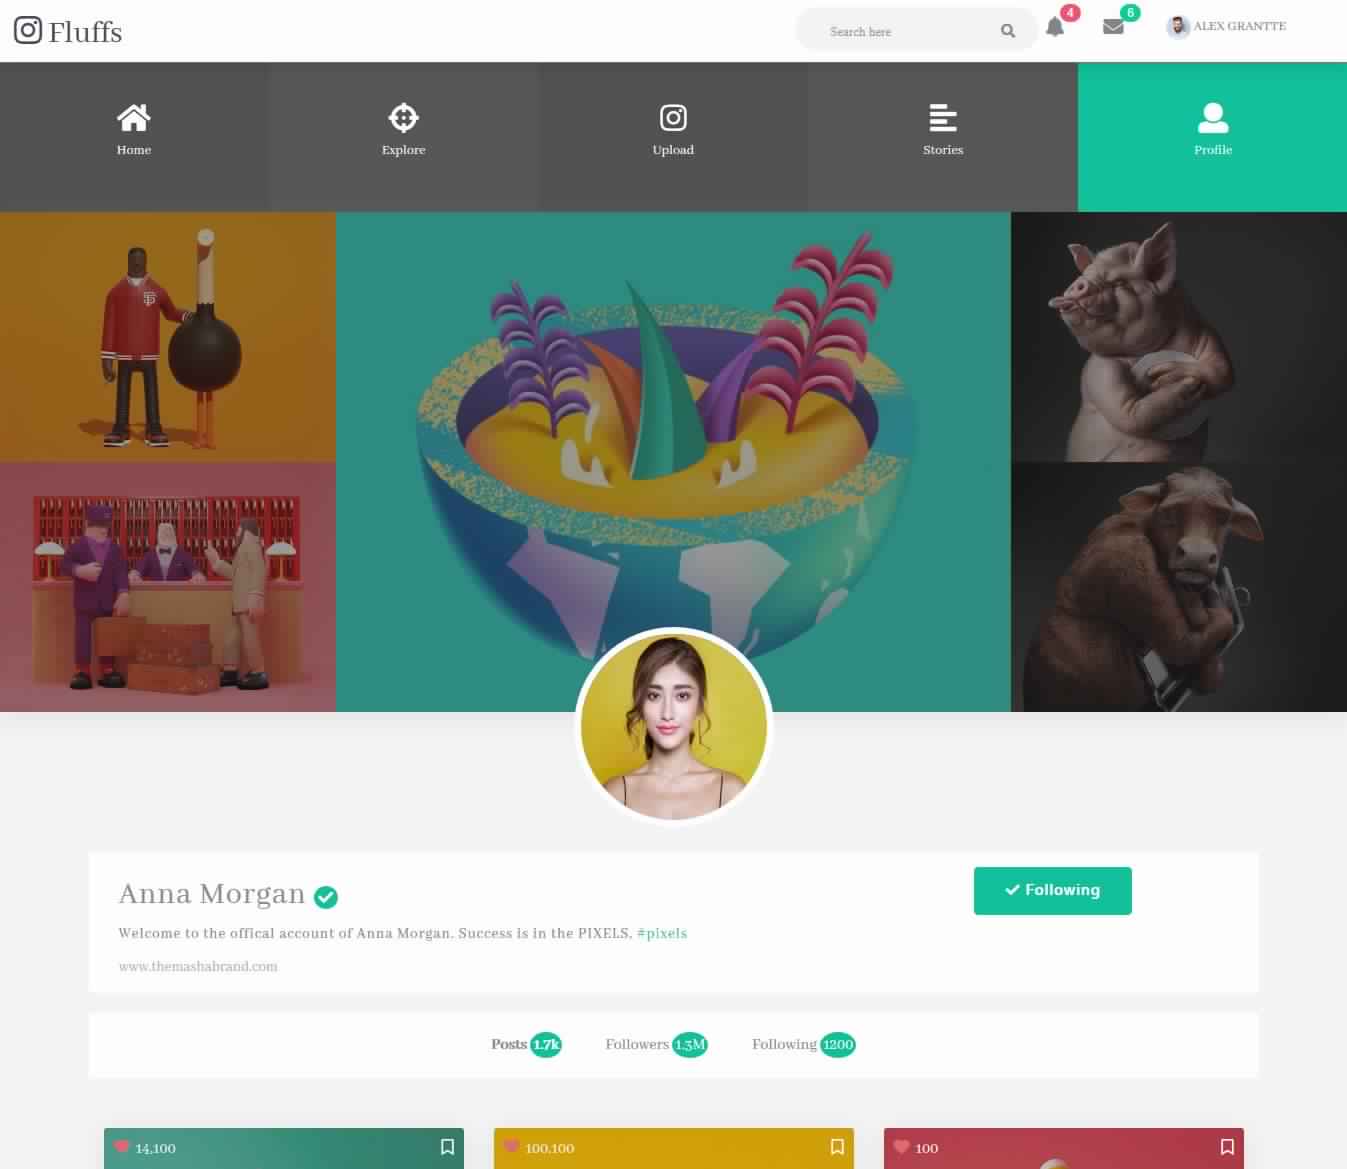 Fluffs
Search here
4
6
ALEX GRANTTE
Home
Explore
Upload
Stories
Profile
Anna Morgan
Following
Welcome to the offical account of Anna Morgan. Success is in the PIXELS. #pixels
www.themashabrand.com
Posts 1.7k
Followers 1.3M
Following 1200
14,100
100,100
100